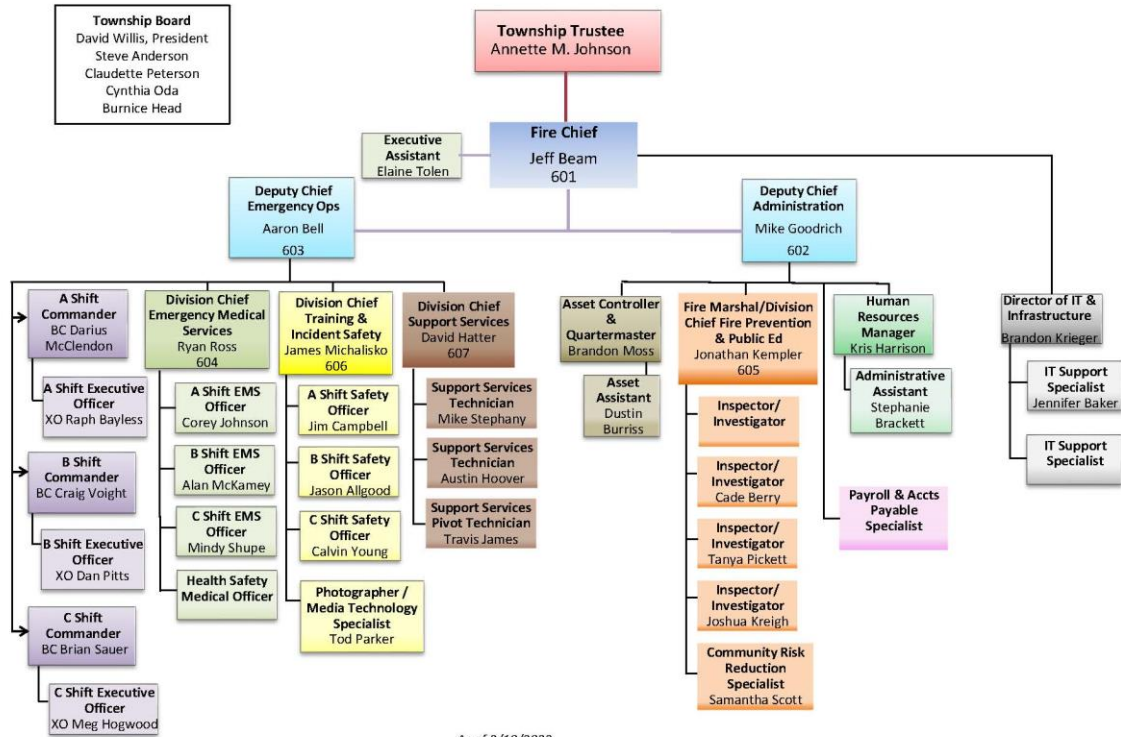 Township Board
David Willis, President
Steve Anderson
Claudette Peterson
Cynthia Oda
Burnice Head
Township Trustee
Annette M. Johnson
Fire Chief
Jeff Beam
601
Executive
Assistant
Elaine Tolen
Deputy Chief
Emergency Ops
Aaron Bell
603
Deputy Chief
Administration
Mike Goodrich
602
A Shift
Commander
BC Darius
McClendon
A Shift Executive
Officer
XO Raph Bayless
B Shift
Commander
BC Craig Voight
B Shift Executive
Officer
XO Dan Pitts
C Shift
Commander
BC Brian Sauer
C Shift Executive
Officer
XO Meg Hogwood
Division Chief
Emergency Medical
Services
Ryan Ross
604
A Shift EMS
Officer
Corey Johnson
B Shift EMS
Officer
Alan McKamey
C Shift EMS
Officer
Mindy Shupe
Health Safety
Medical Officer
Division Chief
Training &
Incident Safety
James Michalisko
606
A Shift Safety
Officer
Jim Campbell
B Shift Safety
Officer
Jason Allgood
C Shift Safety
Officer
Calvin Young
Photographer /
Media Technology
Specialist
Tod Parker
Division Chief
Support Services
David Hatter
607
Support Services
Technician
Mike Stephany
Support Services
Technician
Austin Hoover
Support Services
Pivot Technician
Travis James
Asset Controller
&
Quartermaster
Brandon Moss
Asset
Assistant
Dustin
Burriss
Fire Marshal/Division
Chief Fire Prevention
& Public Ed
Jonathan Kempler
605
Inspector/
Investigator
Inspector/
Investigator
Cade Berry
Inspector/
Investigator
Tanya Pickett
Inspector/
Investigator
Joshua Kreigh
Community Risk
Reduction
Specialist
Samantha Scott
Human
Resources
Manager
Kris Harrison
Administrative
Assistant
Stephanie
Brackett
Payroll & Accts
Payable
Specialist
Director of IT &
Infrastructure
Brandon Krieger
IT Support
Specialist
Jennifer Baker
IT Support
Specialist